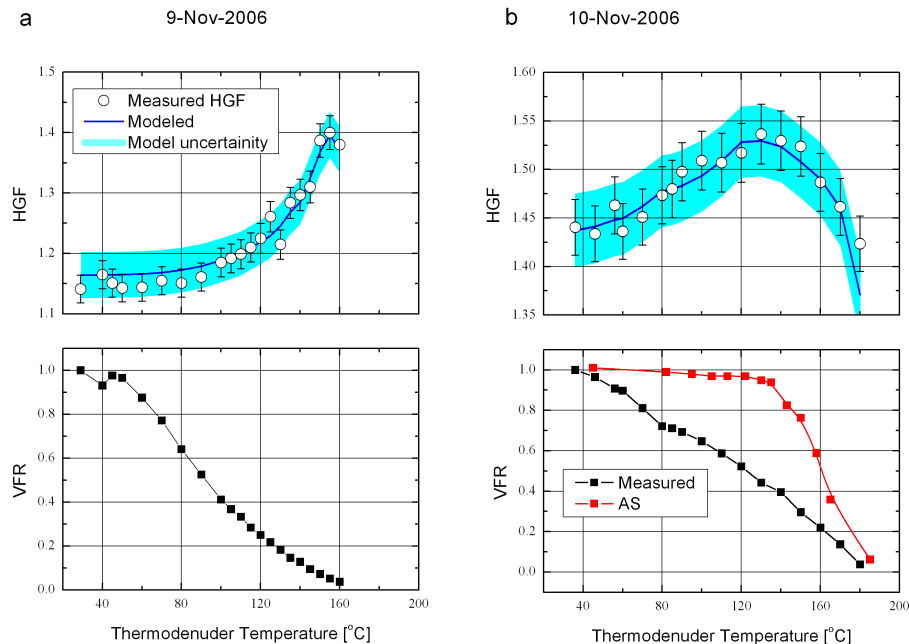 a
9-Nov-2006
b
10-Nov-2006
1.5
1.4
1.3
1.2
1.1
HGF
Measured HGF
Modeled
Model uncertainity
1.60
1.55
1.50
1.45
1.40
1.35
HGF
1.0
0.8
0.6
0.4
0.2
0.0
VFR
40
80
120
160
200
Thermodenuder Temperature [°C]
1.0
0.8
0.6
0.4
0.2
0.0
VFR
Measured
AS
40
80
120
160
200
Thermodenuder Temperature [°C]